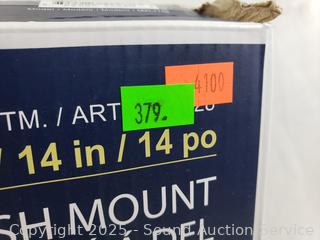 4100
379.
TM. / ART
/ 14 in / 14 po
SH MOUNT
Copyright 2025 - Sound Auction Service